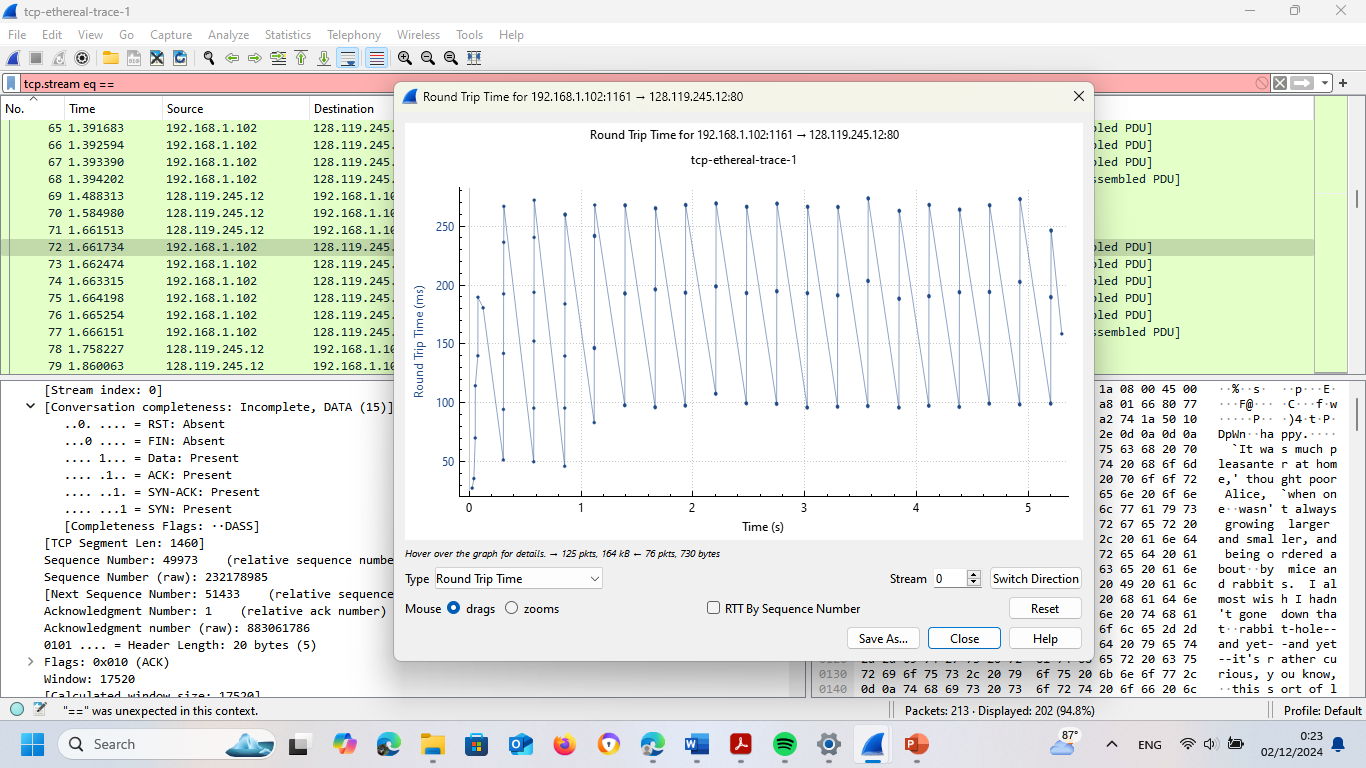 tcp-ethereal-trace-1
File Edit View Go Capture Analyze Statistics Telephony Wireless Tools Help
tcp.stream eq ==
No. Time Source Destination
65 1.391683 192.168.1.102 128.119.245.
66 1.392594 192.168.1.102 128.119.245.
67 1.393390 192.168.1.102 128.119.245.
68 1.394202 192.168.1.102 128.119.245.
69 1.488313 128.119.245.12 192.168.1.10
70 1.584980 128.119.245.12 192.168.1.10
71 1.661513 128.119.245.12 192.168.1.10
72 1.661734 192.168.1.102 128.119.245.
73 1.662474 192.168.1.102 128.119.245.
74 1.663315 192.168.1.102 128.119.245.
75 1.664198 192.168.1.102 128.119.245.
76 1.665254 192.168.1.102 128.119.245.
77 1.666151 192.168.1.102 128.119.245.
78 1.758227 128.119.245.12 192.168.1.10
79 1.860063 128.119.245.12 192.168.1.10
bled PDU]
bled PDU]
bled PDU]
sembled PDU]
bled PDU]
bled PDU]
bled PDU]
bled PDU]
bled PDU]
sembled PDU]
Round Trip Time for 192.168.1.102:1161 → 128.119.245.12:80
Round Trip Time for 192.168.1.102:1161 → 128.119.245.12:80
tcp-ethereal-trace-1
Round Trip Time (ms)
250
200
150
100
50
0 1 2 3 4 5
Time (s)
Hover over the graph for details. → 125 pkts, 164 kB ← 76 pkts, 730 bytes
Type Round Trip Time Stream 0 Switch Direction
Mouse drags zooms RTT By Sequence Number Reset
Save As... Close Help
[Stream index: 0]
[Conversation completeness: Incomplete, DATA (15)]
..0. .... = RST: Absent
...0 .... = FIN: Absent
.... 1... = Data: Present
.... .1.. = ACK: Present
.... ..1. = SYN-ACK: Present
.... ...1 = SYN: Present
[Completeness Flags: ··DASS]
[TCP Segment Len: 1460]
Sequence Number: 49973 (relative sequence numbe
Sequence Number (raw): 232178985
[Next Sequence Number: 51433 (relative sequence
Acknowledgment Number: 1 (relative ack number)
Acknowledgment number (raw): 883061786
0101 .... = Header Length: 20 bytes (5)
Flags: 0x010 (ACK)
Window: 17520
[Calculated window size: 17520]
1a 08 00 45 00 ··%··s· ··p···E·
a8 01 66 80 77 ···F@··· ·C···f·w
a2 74 1a 50 10 ·····P·· ·)4·t·P·
2e 0d 0a 0d 0a DpWn··ha ppy.····
75 63 68 20 70 `It wa s much p
74 20 68 6f 6d leasante r at hom
20 70 6f 6f 72 e,' thou ght poor
65 6e 20 6f 6e Alice, `when on
6c 77 61 79 73 e··wasn' t always
72 67 65 72 20 growing larger
2c 20 61 6e 64 and smal ler, and
72 65 64 20 61 being o rdered a
63 65 20 61 6e bout··by mice an
20 49 20 61 6c d rabbit s. I al
20 68 61 64 6e most wis h I hadn
6e 20 74 68 61 't gone down tha
6f 6c 65 2d 2d t··rabbi t-hole--
64 20 79 65 74 and yet- -and yet
65 72 20 63 75 --it's r ather cu
0130 72 69 6f 75 73 2c 20 79 6f 75 20 6b 6e 6f 77 2c rious, y ou know,
0140 0d 0a 74 68 69 73 20 73 6f 72 74 20 6f 66 20 6c ··this s ort of l
"==" was unexpected in this context. Packets: 213 · Displayed: 202 (94.8%) Profile: Default
Search
87°
ENG
0:23
02/12/2024